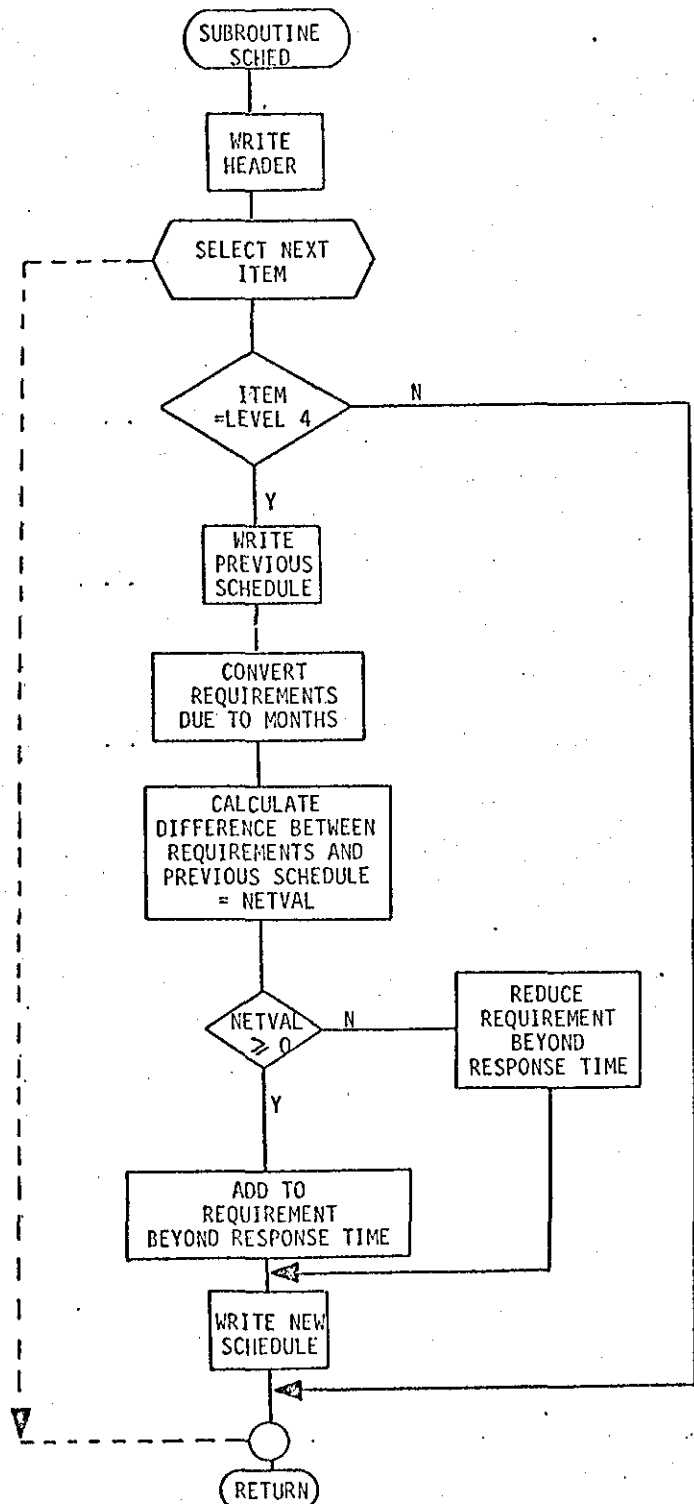 SUBROUTINE
SCHED
WRITE
HEADER
SELECT NEXT
ITEM
ITEM
=LEVEL 4
N
Y
WRITE
PREVIOUS
SCHEDULE
CONVERT
REQUIREMENTS
DUE TO MONTHS
CALCULATE
DIFFERENCE BETWEEN
REQUIREMENTS AND
PREVIOUS SCHEDULE
= NETVAL
NETVAL
⩾ 0
N
REDUCE
REQUIREMENT
BEYOND
RESPONSE TIME
Y
ADD TO
REQUIREMENT
BEYOND RESPONSE TIME
WRITE NEW
SCHEDULE
RETURN